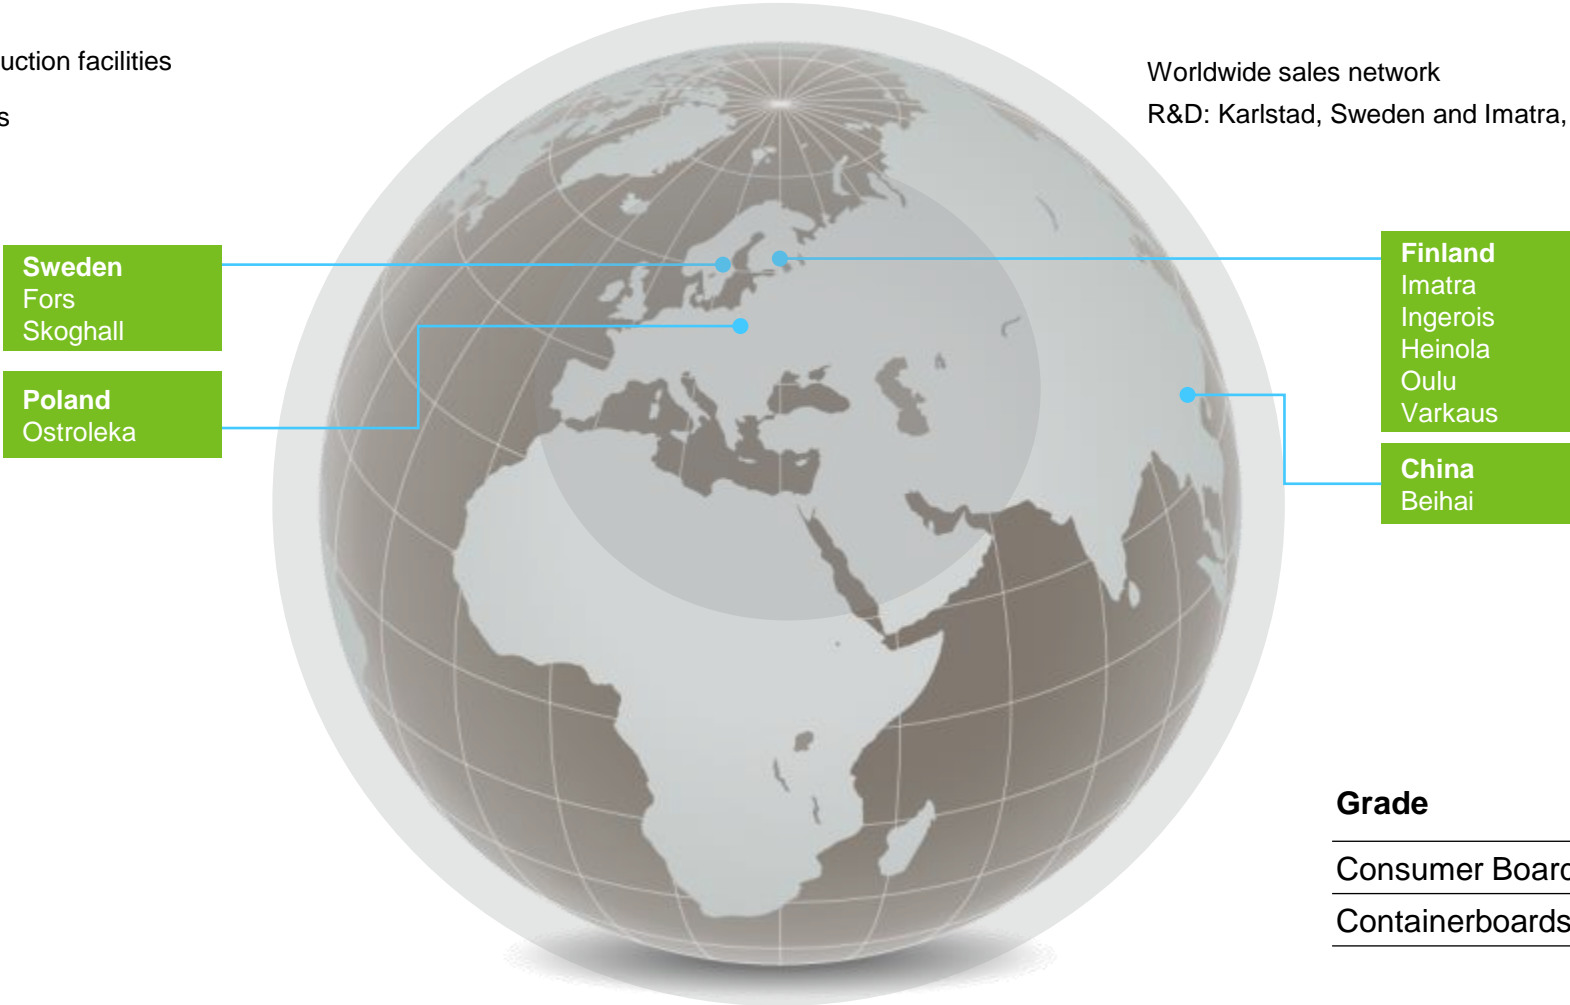 uction facilities
s
Worldwide sales network
R&D: Karlstad, Sweden and Imatra,
Sweden
Fors
Skoghall
Poland
Ostroleka
Finland
Imatra
Ingerois
Heinola
Oulu
Varkaus
China
Beihai
Grade
Consumer Board
Containerboards